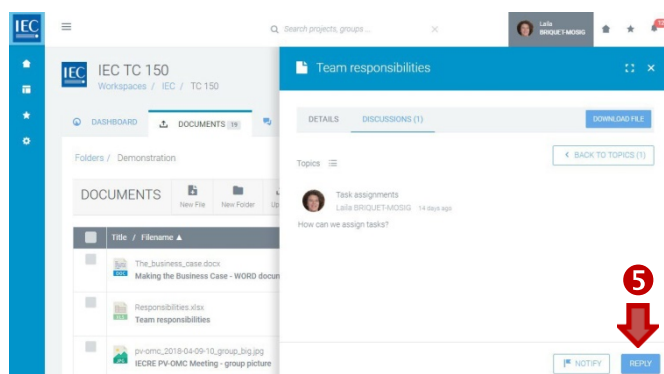 IEC
Search projects, groups ...
Laila
BRIQUET-MOSIG
IEC
IEC TC 150
Workspaces / IEC / TC 150
DASHBOARD
DOCUMENTS 19
Folders / Demonstration
DOCUMENTS
New File
New Folder
Title / Filename ▲
The_business_case.docx
Making the Business Case - WORD docun
Responsibilities.xlsx
Team responsibilities
pv-omc_2018-04-09-10_group_big.jpg
IECRE PV-OMC Meeting - group picture
Team responsibilities
DETAILS
DISCUSSIONS (1)
DOWNLOAD FILE
Topics
BACK TO TOPICS (1)
Task assignments
Laila BRIQUET-MOSIG 14 days ago
How can we assign tasks?
5
NOTIFY
REPLY